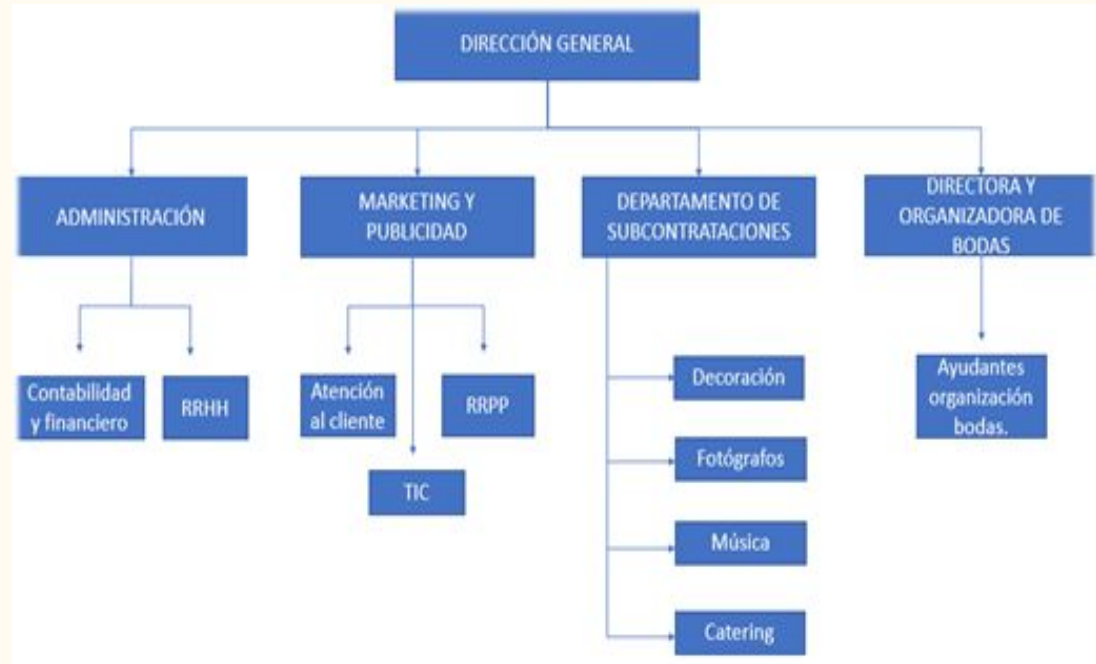 DIRECCIÓN GENERAL
ADMINISTRACIÓN
MARKETING Y
PUBLICIDAD
DEPARTAMENTO DE
SUBCONTRATACIONES
DIRECTORA Y
ORGANIZADORA DE
BODAS
Contabilidad
y financiero
RRHH
Atención
al cliente
RRPP
TIC
Decoración
Fotógrafos
Música
Catering
Ayudantes
organización
bodas.